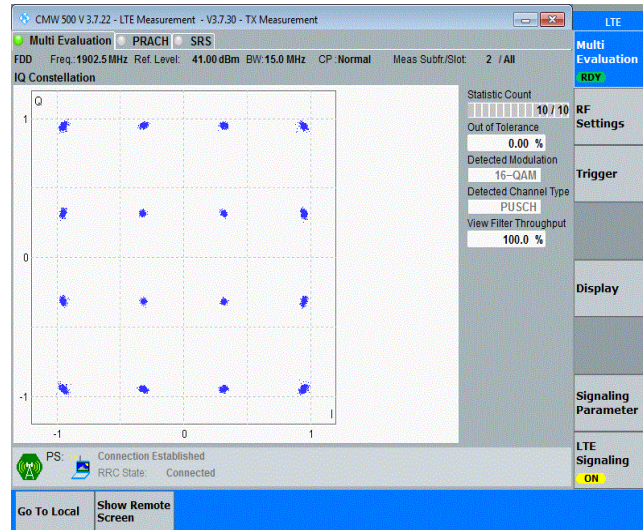 CMW 500 V 3.7.22 - LTE Measurement - V3.7.30 - TX Measurement
LTE
Multi Evaluation PRACH SRS
FDD Freq.: 1902.5 MHz Ref. Level: 41.00 dBm BW: 15.0 MHz CP : Normal Meas Subfr./Slot: 2 / All
IQ Constellation
Q
1
0
-1
-1 0 1
I
Statistic Count
10 / 10
Out of Tolerance
0.00 %
Detected Modulation
16-QAM
Detected Channel Type
PUSCH
View Filter Throughput
100.0 %
Multi
Evaluation
RDY
RF
Settings
Trigger
Display
Signaling
Parameter
LTE
Signaling
ON
PS: Connection Established
RRC State: Connected
Go To Local
Show Remote
Screen